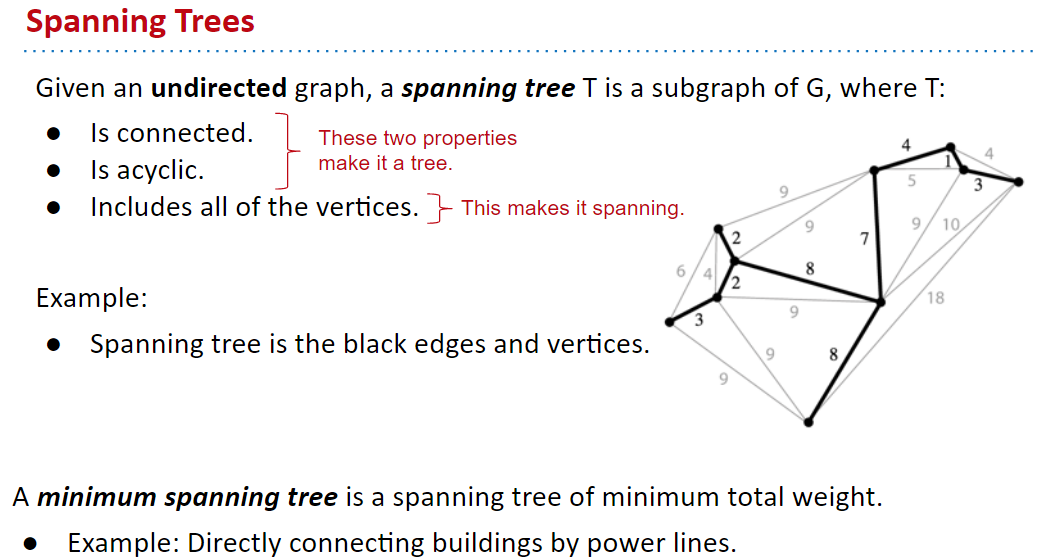 Spanning Trees
Given an undirected graph, a spanning tree T is a subgraph of G, where T:
● Is connected.
● Is acyclic.
These two properties
make it a tree.
● Includes all of the vertices.
This makes it spanning.
Example:
● Spanning tree is the black edges and vertices.
4
4
1
5
3
9
9
9
10
7
2
8
6
4
2
18
9
3
9
8
9
A minimum spanning tree is a spanning tree of minimum total weight.
● Example: Directly connecting buildings by power lines.